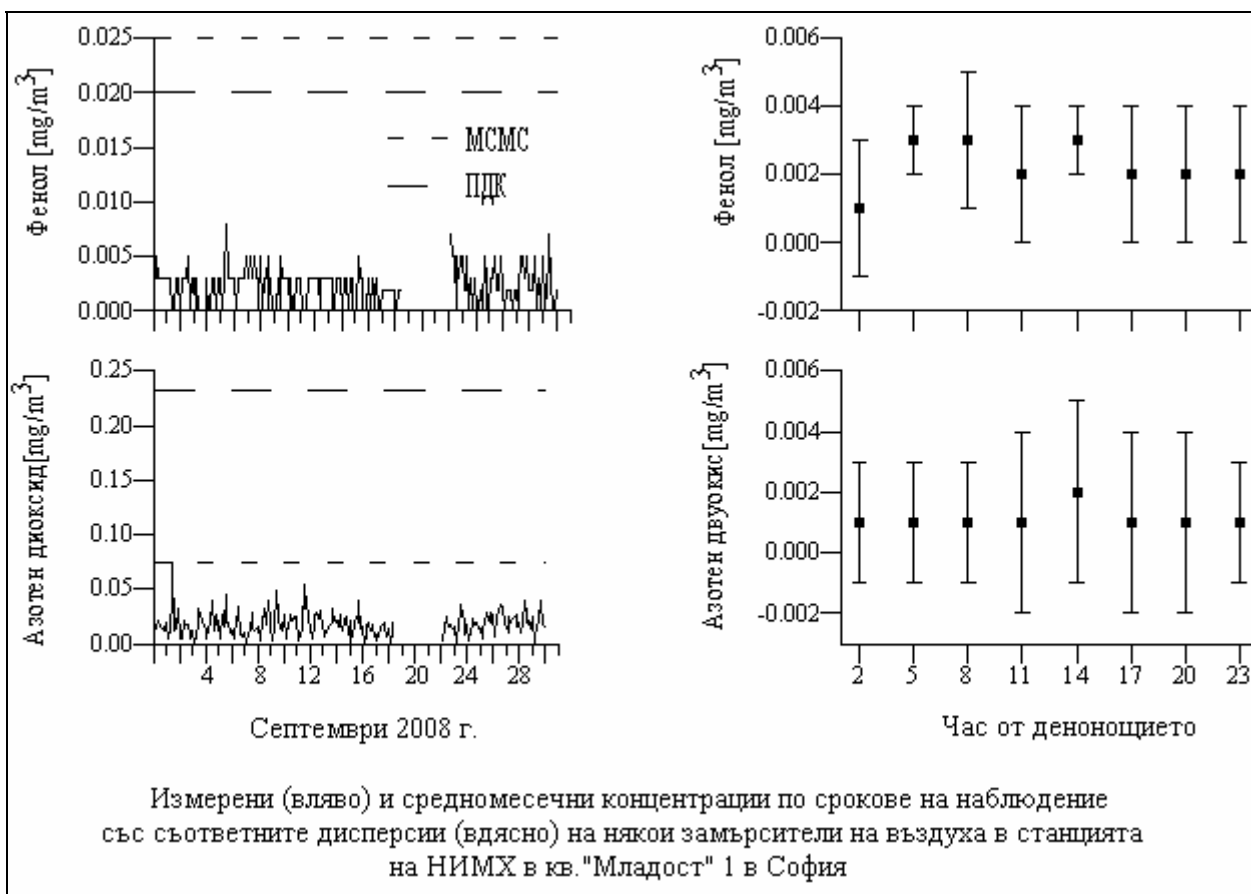 Фенол [mg/m³]
0.025
0.020
0.015
0.010
0.005
0.000
МСМС
ПДК
Фенол [mg/m³]
0.006
0.004
0.002
0.000
-0.002
Азотен диоксид[mg/m³]
0.25
0.20
0.15
0.10
0.05
0.00
4 8 12 16 20 24 28
Септември 2008 г.
Азотен двуокис [mg/m³]
0.006
0.004
0.002
0.000
-0.002
2 5 8 11 14 17 20 23
Час от денонощието
Измерени (вляво) и средномесечни концентрации по срокове на наблюдение
със съответните дисперсии (вдясно) на някои замърсители на въздуха в станцията
на НИМХ в кв."Младост" 1 в София